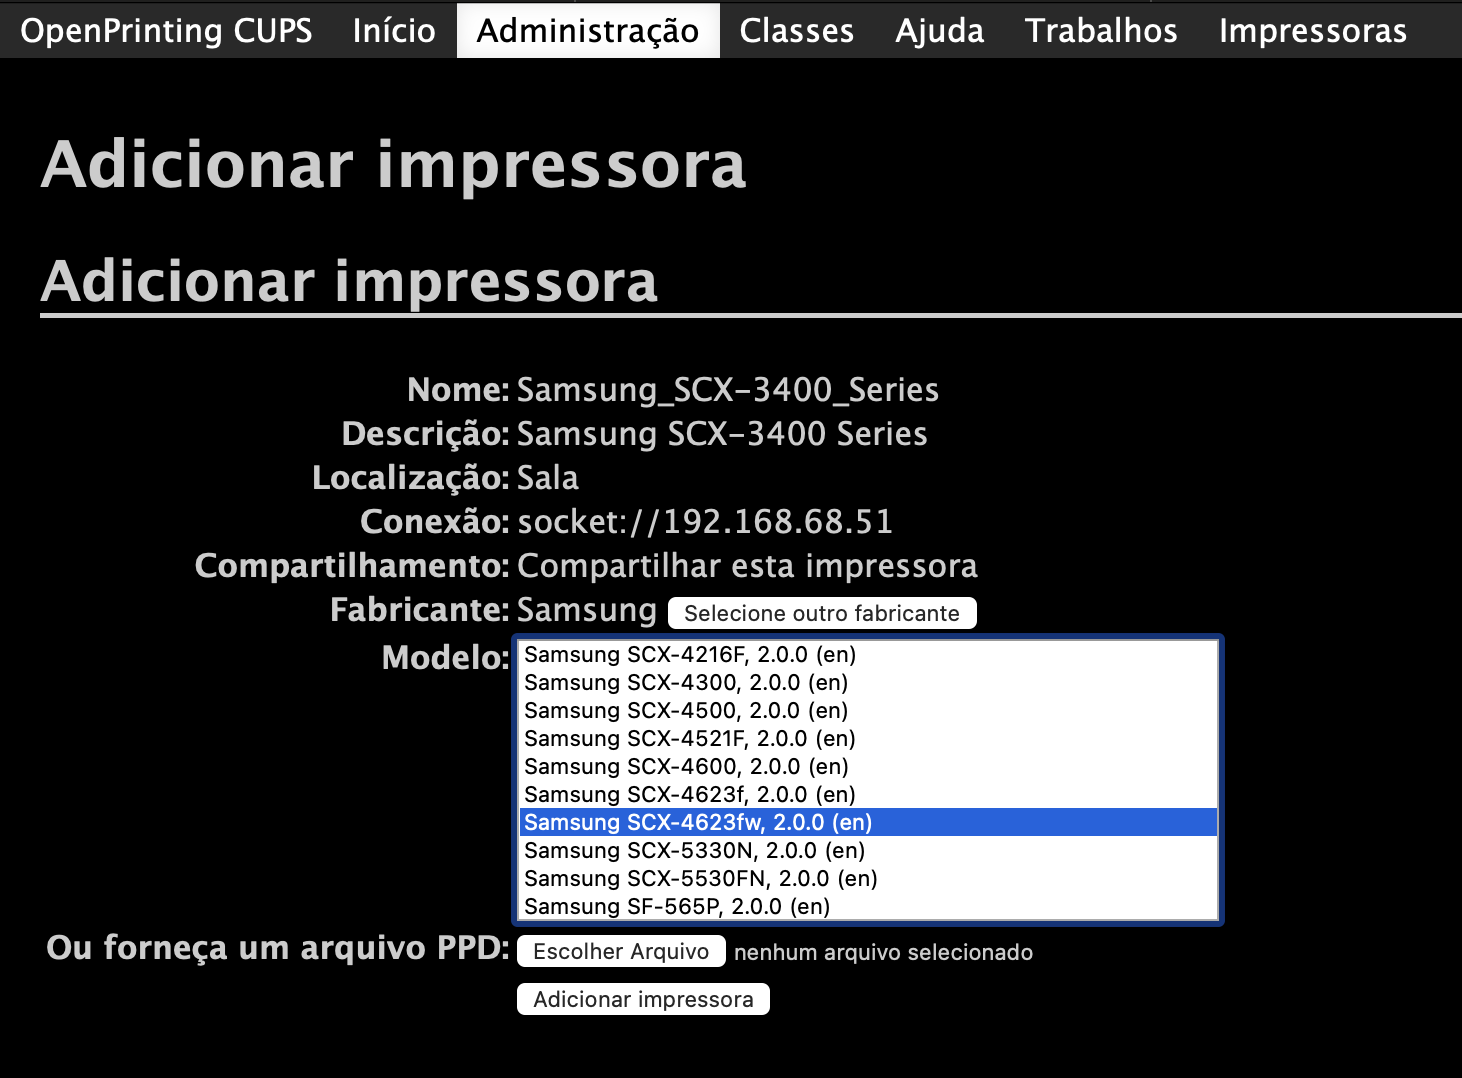 OpenPrinting CUPS Início Administração Classes Ajuda Trabalhos Impressoras
Adicionar impressora
Adicionar impressora
Nome: Samsung_SCX-3400_Series
Descrição: Samsung SCX-3400 Series
Localização: Sala
Conexão: socket://192.168.68.51
Compartilhamento: Compartilhar esta impressora
Fabricante: Samsung Selecione outro fabricante
Modelo: Samsung SCX-4216F, 2.0.0 (en)
Samsung SCX-4300, 2.0.0 (en)
Samsung SCX-4500, 2.0.0 (en)
Samsung SCX-4521F, 2.0.0 (en)
Samsung SCX-4600, 2.0.0 (en)
Samsung SCX-4623f, 2.0.0 (en)
Samsung SCX-4623fw, 2.0.0 (en)
Samsung SCX-5330N, 2.0.0 (en)
Samsung SCX-5530FN, 2.0.0 (en)
Samsung SF-565P, 2.0.0 (en)
Ou forneça um arquivo PPD: Escolher Arquivo nenhum arquivo selecionado
Adicionar impressora